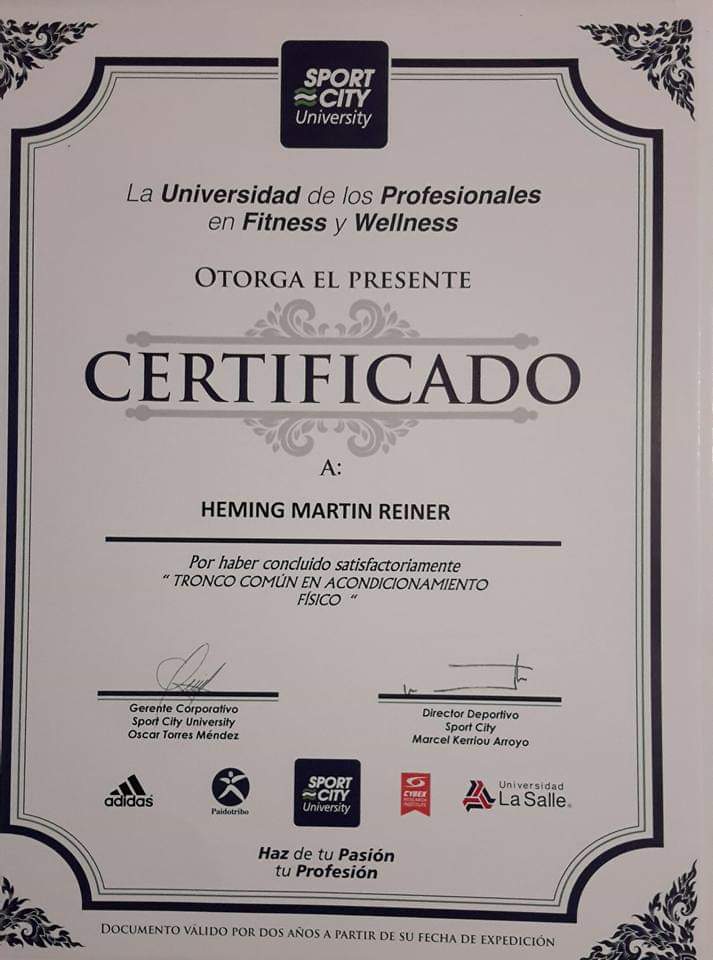 SPORT
CITY
University
La Universidad de los Profesionales
en Fitness y Wellness
OTORGA EL PRESENTE
CERTIFICADO
A:
HEMING MARTIN REINER
Por haber concluido satisfactoriamente
“ TRONCO COMÚN EN ACONDICIONAMIENTO
FÍSICO “
Gerente Corporativo
Sport City University
Oscar Torres Méndez
Director Deportivo
Sport City
Marcel Kerriou Arroyo
adidas
Paidotribo
SPORT
CITY
University
CYBEX
RESEARCH
INSTITUTE
Universidad
La Salle®
Haz de tu Pasión
tu Profesión
DOCUMENTO VÁLIDO POR DOS AÑOS A PARTIR DE SU FECHA DE EXPEDICIÓN